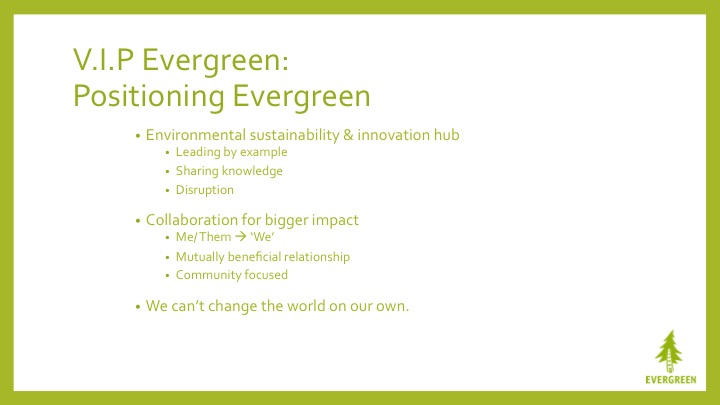 V.I.P Evergreen:
Positioning Evergreen
• Environmental sustainability & innovation hub
• Leading by example
• Sharing knowledge
• Disruption
• Collaboration for bigger impact
• Me/Them → ‘We’
• Mutually beneficial relationship
• Community focused
• We can’t change the world on our own.
EVERGREEN